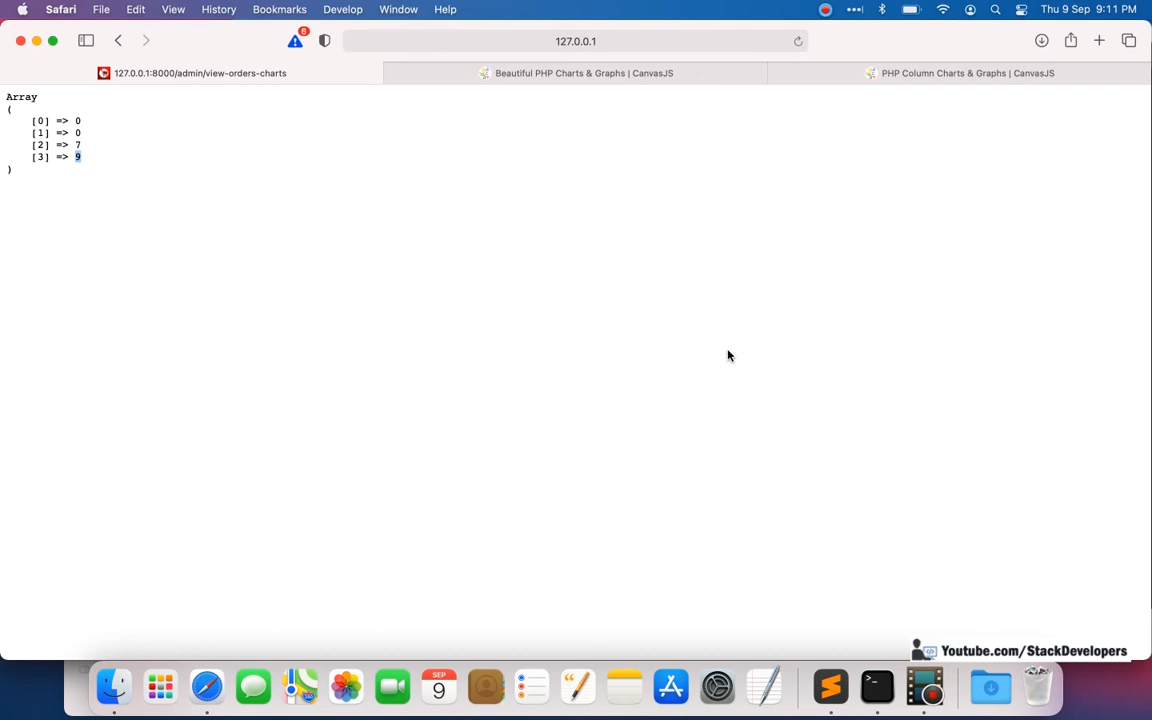 Safari File Edit View History Bookmarks Develop Window Help Thu 9 Sep 9:11 PM
6
127.0.0.1
127.0.0.1:8000/admin/view-orders-charts
Beautiful PHP Charts & Graphs | CanvasJS
PHP Column Charts & Graphs | CanvasJS
Array
(
[0] => 0
[1] => 0
[2] => 7
[3] => 9
)
Youtube.com/StackDevelopers
SEP
9
>_